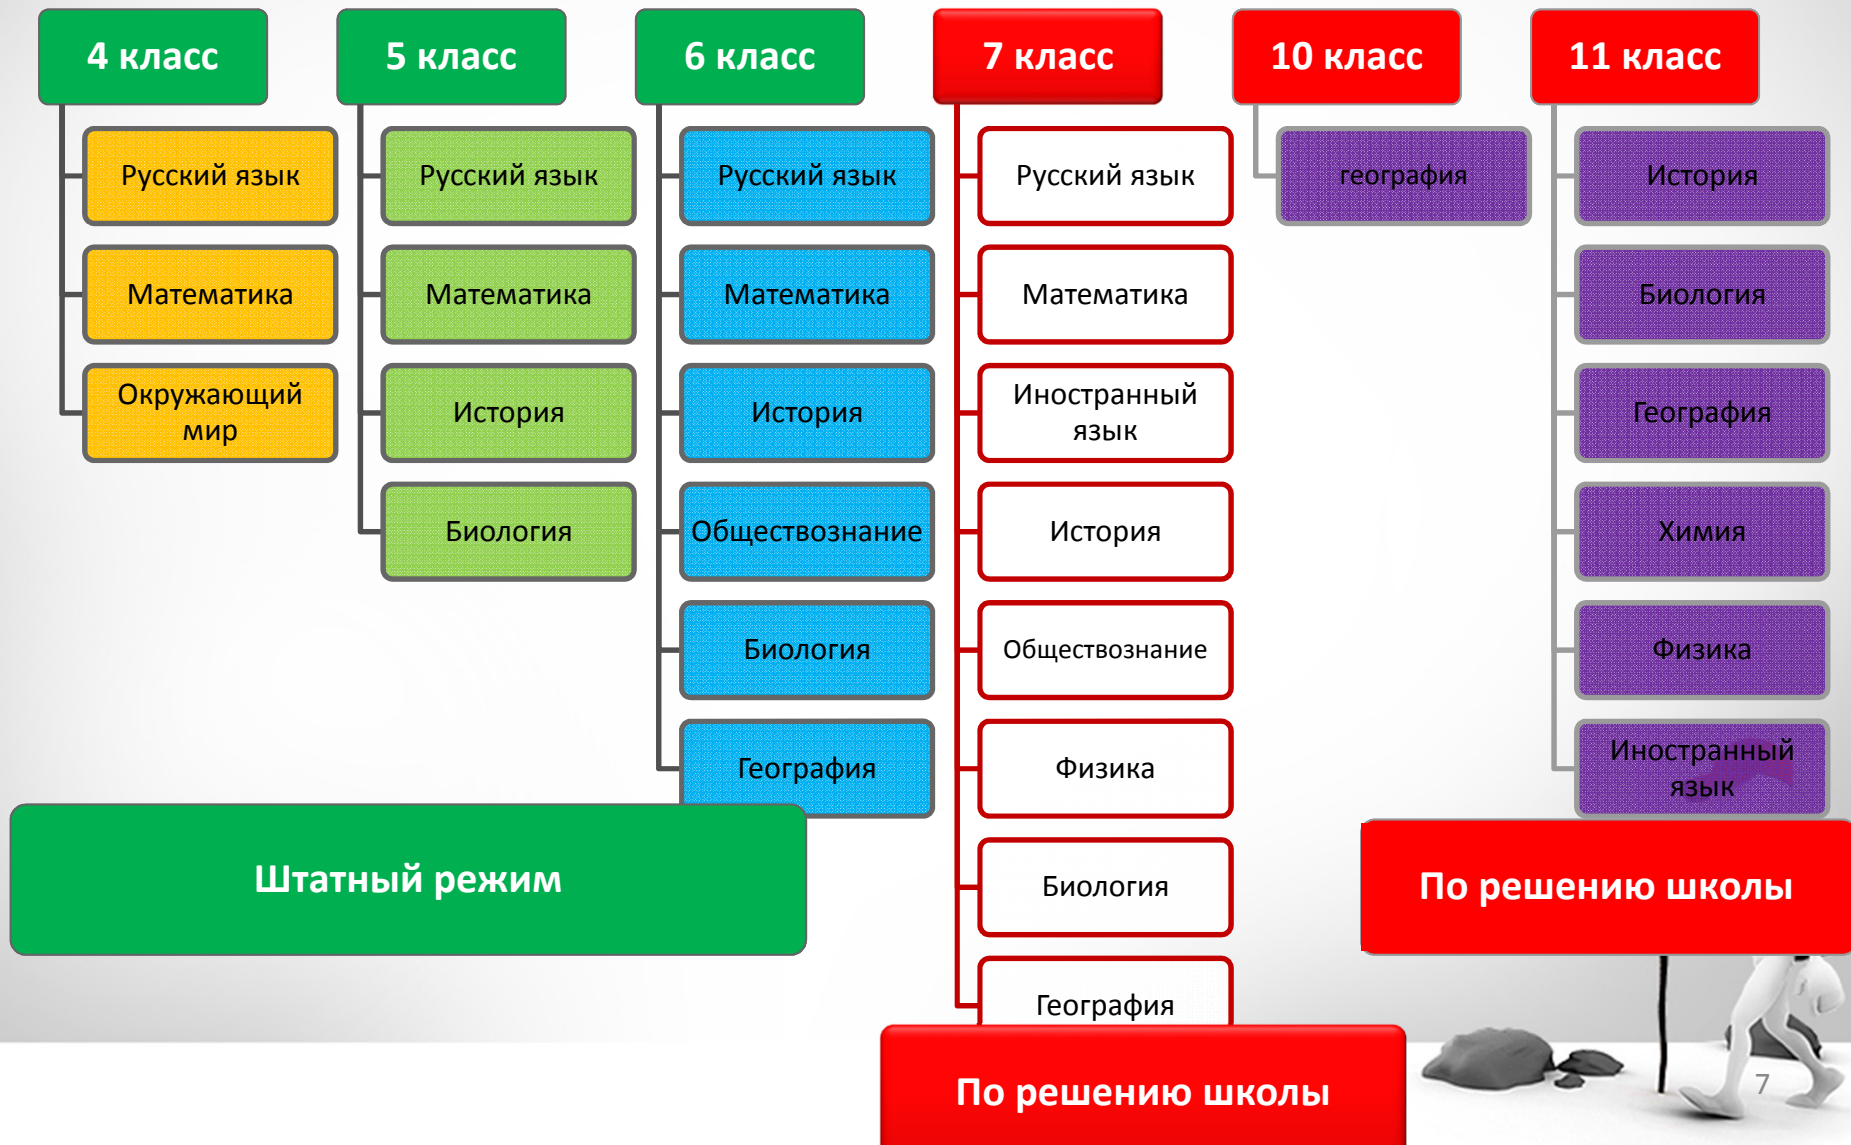 4 класс
Русский язык
Математика
Окружающий
мир
5 класс
Русский язык
Математика
История
Биология
6 класс
Русский язык
Математика
История
Обществознание
Биология
География
7 класс
Русский язык
Математика
Иностранный
язык
История
Обществознание
Физика
Биология
География
10 класс
география
11 класс
История
Биология
География
Химия
Физика
Иностранный
язык
Штатный режим
По решению школы
По решению школы
7